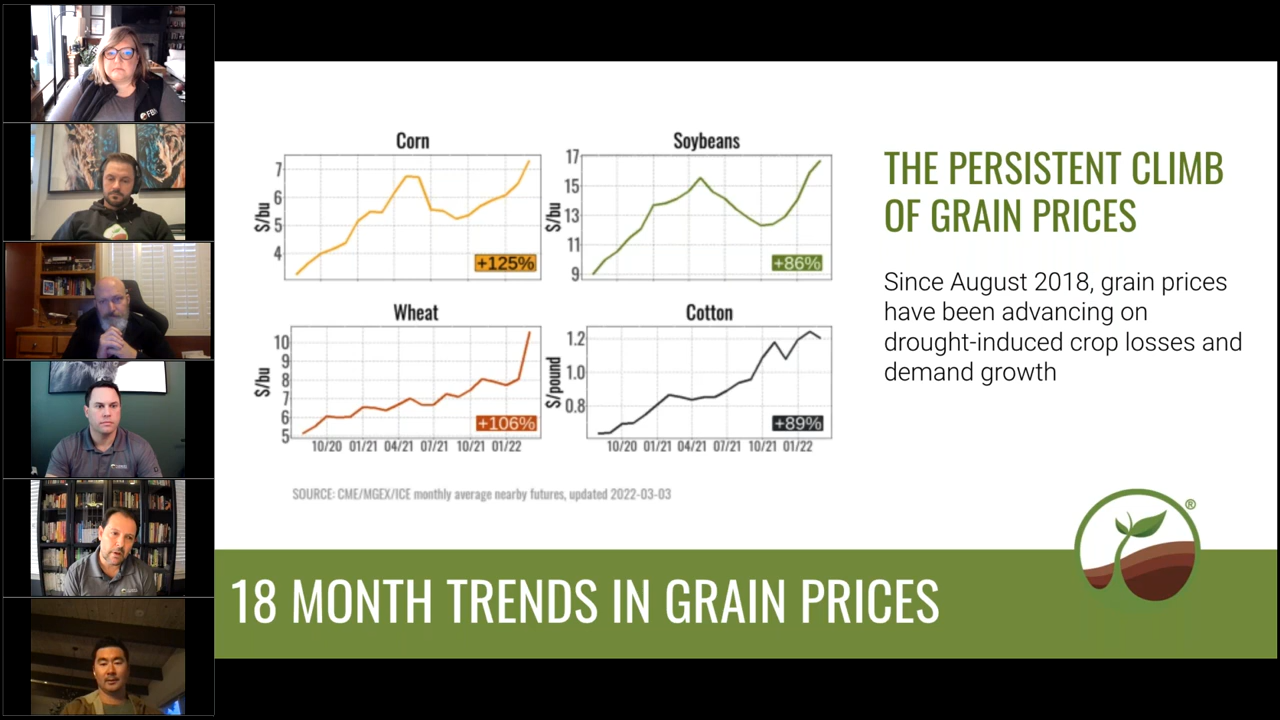 Corn
7
6
5
4
$/bu
+125%
Soybeans
17
15
13
11
9
$/bu
+86%
THE PERSISTENT CLIMB
OF GRAIN PRICES
Since August 2018, grain prices
have been advancing on
drought-induced crop losses and
demand growth
Wheat
10
9
8
7
6
5
$/bu
+106%
10/20 01/21 04/21 07/21 10/21 01/22
Cotton
1.2
1.0
0.8
$/pound
+89%
10/20 01/21 04/21 07/21 10/21 01/22
SOURCE: CME/MGEX/ICE monthly average nearby futures, updated 2022-03-03
®
18 MONTH TRENDS IN GRAIN PRICES